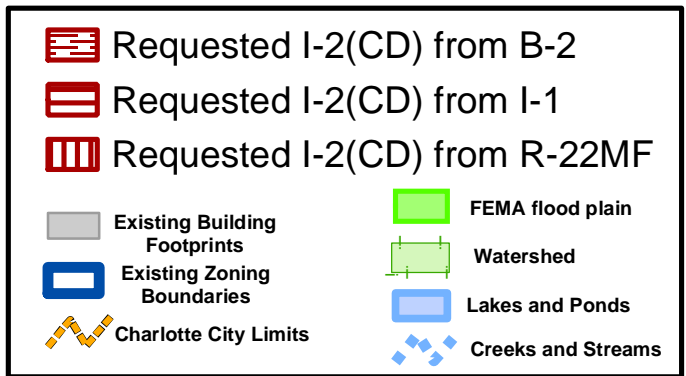 Requested I-2(CD) from B-2
Requested I-2(CD) from I-1
Requested I-2(CD) from R-22MF
Existing Building
Footprints
Existing Zoning
Boundaries
Charlotte City Limits
FEMA flood plain
Watershed
Lakes and Ponds
Creeks and Streams